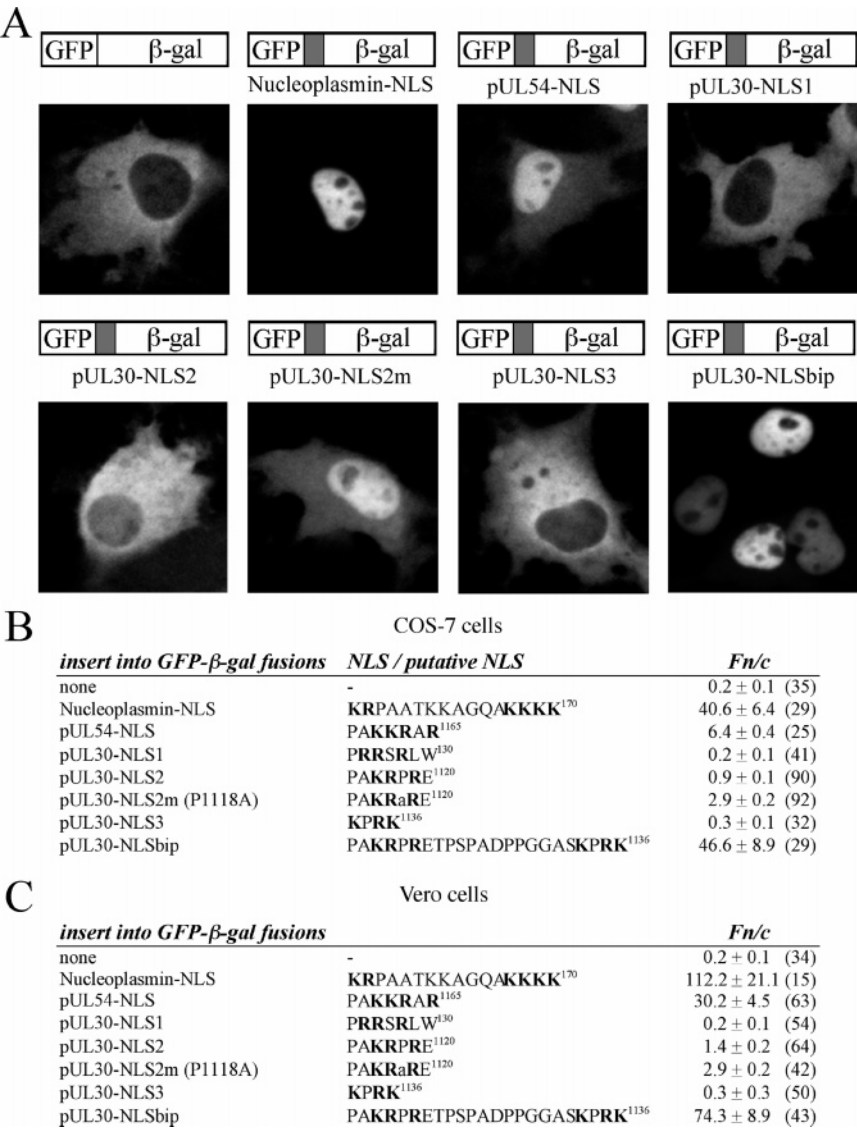 A
GFP β-gal GFP β-gal GFP β-gal GFP β-gal
Nucleoplasmin-NLS pUL54-NLS pUL30-NLS1
GFP β-gal GFP β-gal GFP β-gal GFP β-gal
pUL30-NLS2 pUL30-NLS2m pUL30-NLS3 pUL30-NLSbip
B
COS-7 cells
insert into GFP-β-gal fusions NLS / putative NLS Fn/c
none - 0.2 ± 0.1 (35)
Nucleoplasmin-NLS KRPAATKKAGQAKKKK170 40.6 ± 6.4 (29)
pUL54-NLS PAKKRAR1165 6.4 ± 0.4 (25)
pUL30-NLS1 PRRSRLW130 0.2 ± 0.1 (41)
pUL30-NLS2 PAKRPRE1120 0.9 ± 0.1 (90)
pUL30-NLS2m (P1118A) PAKRaRE1120 2.9 ± 0.2 (92)
pUL30-NLS3 KPRK1136 0.3 ± 0.1 (32)
pUL30-NLSbip PAKRPRETPSPADPPGGASKPRK1136 46.6 ± 8.9 (29)
C
Vero cells
insert into GFP-β-gal fusions Fn/c
none - 0.2 ± 0.1 (34)
Nucleoplasmin-NLS KRPAATKKAGQAKKKK170 112.2 ± 21.1 (15)
pUL54-NLS PAKKRAR1165 30.2 ± 4.5 (63)
pUL30-NLS1 PRRSRLW130 0.2 ± 0.1 (54)
pUL30-NLS2 PAKRPRE1120 1.4 ± 0.2 (64)
pUL30-NLS2m (P1118A) PAKRaRE1120 2.9 ± 0.2 (42)
pUL30-NLS3 KPRK1136 0.3 ± 0.3 (50)
pUL30-NLSbip PAKRPRETPSPADPPGGASKPRK1136 74.3 ± 8.9 (43)